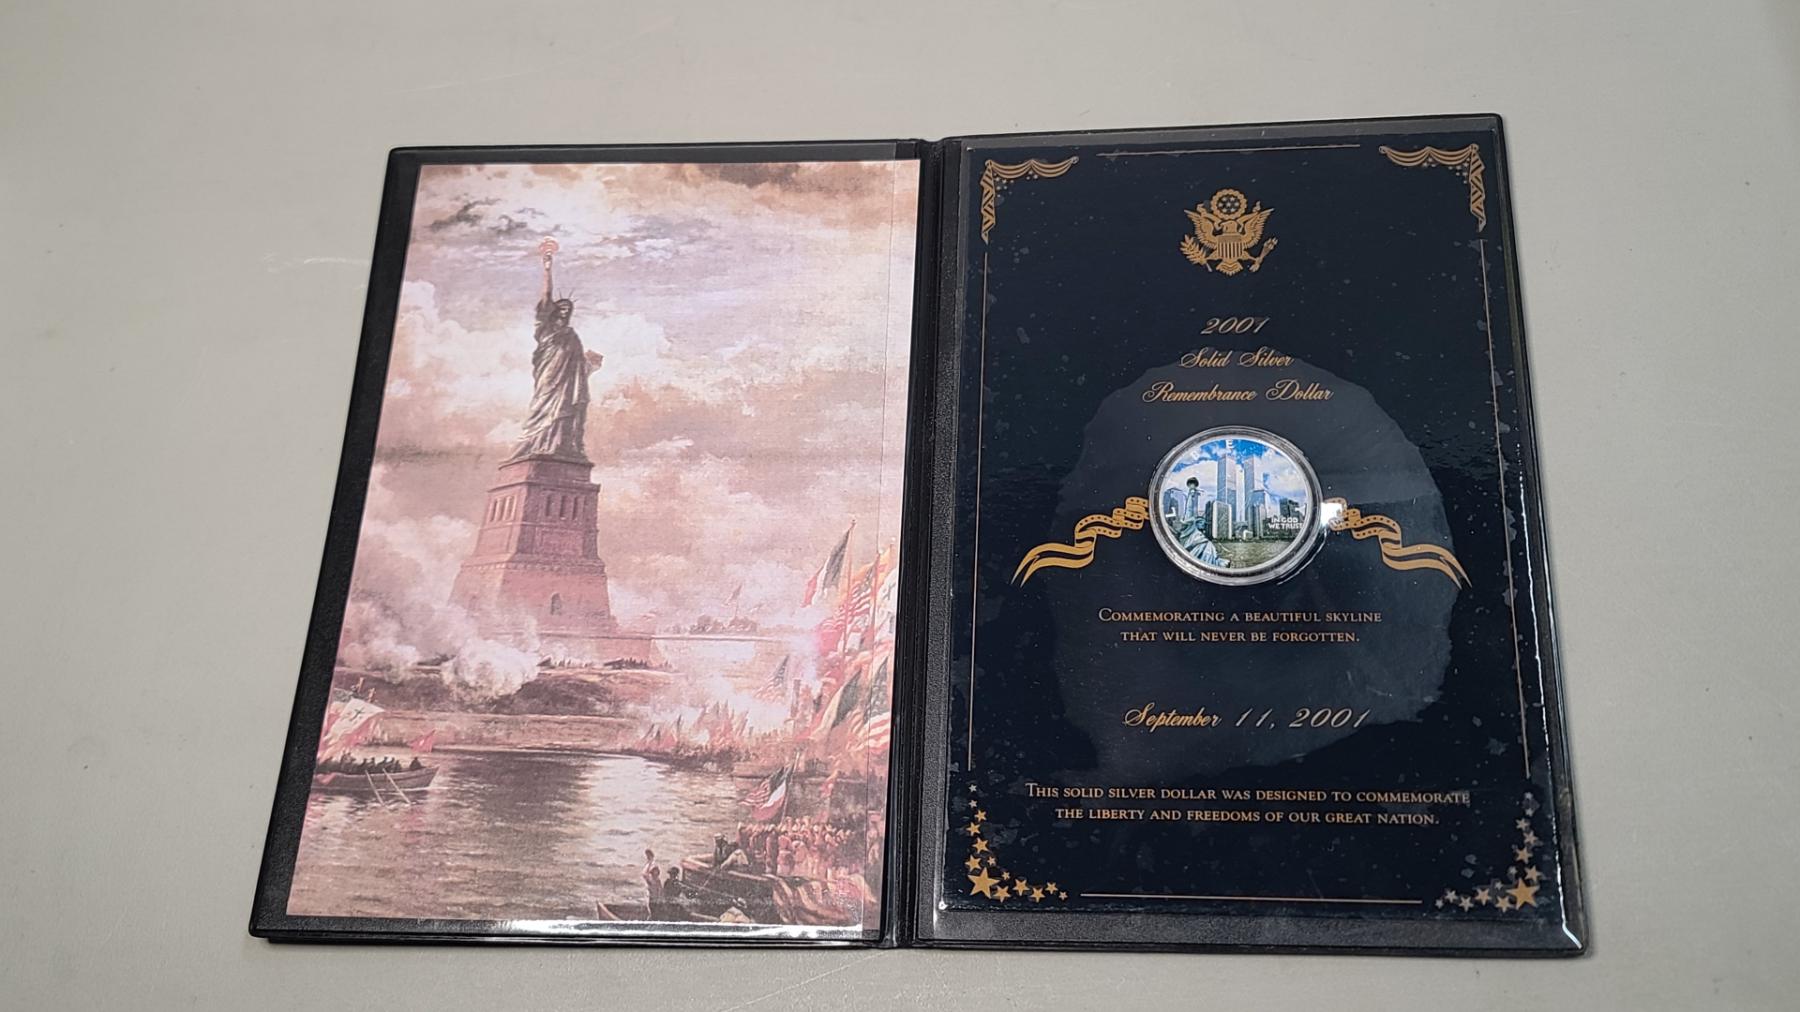 2001
Solid Silver
Remembrance Dollar
IN GOD
WE TRUST
COMMEMORATING A BEAUTIFUL SKYLINE
THAT WILL NEVER BE FORGOTTEN.
September 11, 2001
THIS SOLID SILVER DOLLAR WAS DESIGNED TO COMMEMORATE
THE LIBERTY AND FREEDOMS OF OUR GREAT NATION.